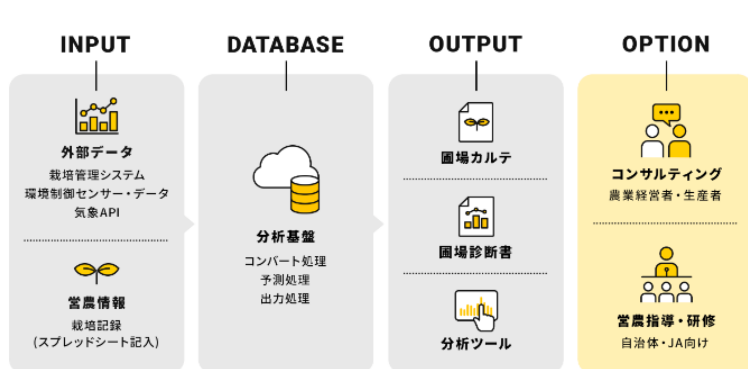 INPUT
外部データ
栽培管理システム
環境制御センサー・データ
気象API
営農情報
栽培記録
(スプレッドシート記入)
DATABASE
分析基盤
コンバート処理
予測処理
出力処理
OUTPUT
圃場カルテ
圃場診断書
分析ツール
OPTION
コンサルティング
農業経営者・生産者
営農指導・研修
自治体・JA向け